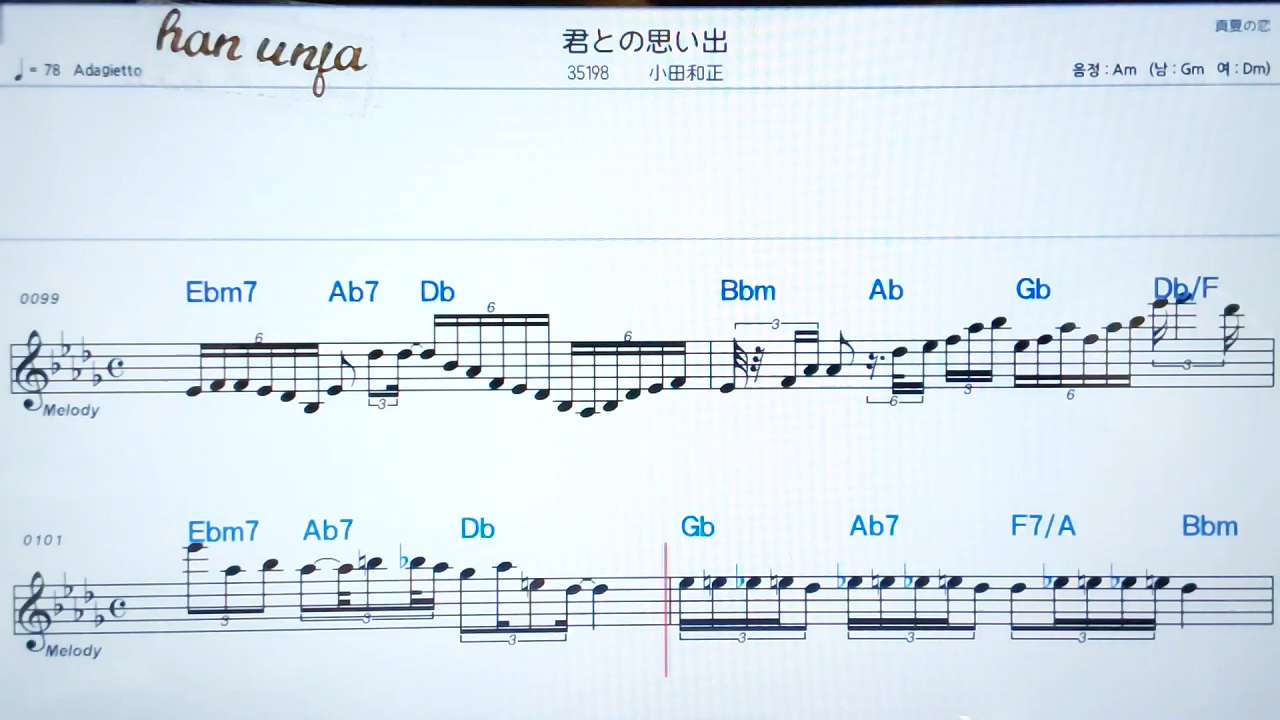 han unfa
君との思い出
真夏の恋
♩= 78 Adagietto
35198 小田和正
음정 : Am (남 : Gm 여 : Dm)
0099 Ebm7 Ab7 Db Bbm Ab Gb Db/F
6 3 6 6 3 6 3 6 3
Melody
0101 Ebm7 Ab7 Db Gb Ab7 F7/A Bbm
3 3 3 3 3 3
Melody